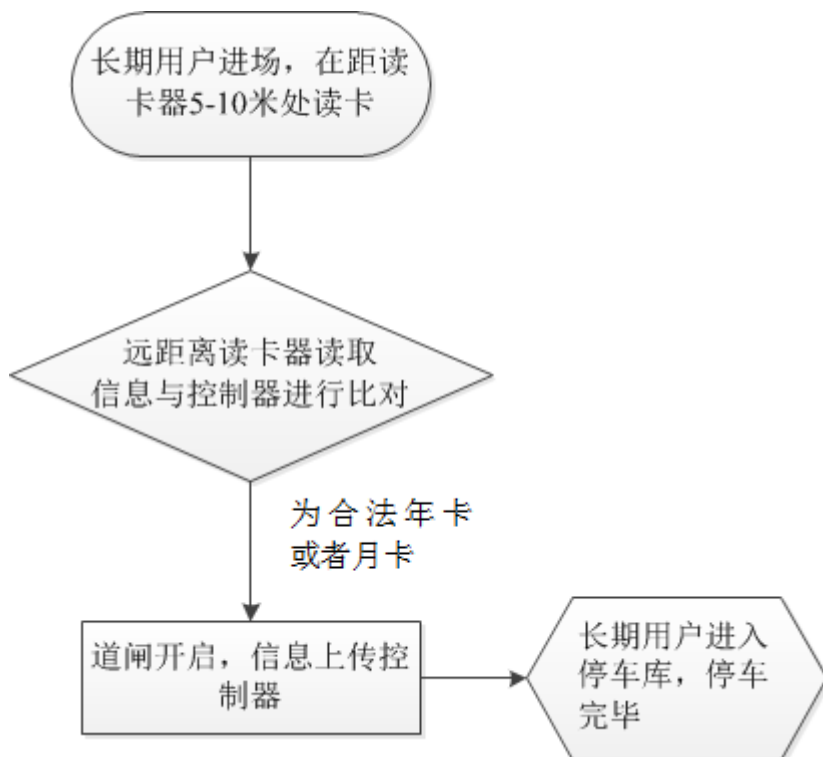 长期用户进场，在距读
卡器5-10米处读卡
远距离读卡器读取
信息与控制器进行比对
为合法年卡
或者月卡
道闸开启，信息上传控
制器
长期用户进入
停车库，停车
完毕